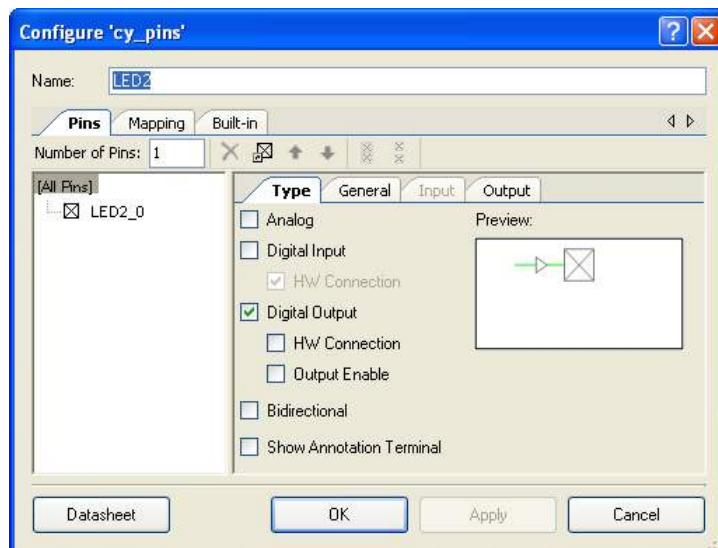 Configure 'cy_pins'
Name: LED2
Pins Mapping Built-in
Number of Pins: 1
[All Pins]
LED2_0
Type General Input Output
Analog
Preview:
Digital Input
HW Connection
Digital Output
HW Connection
Output Enable
Bidirectional
Show Annotation Terminal
Datasheet OK Apply Cancel